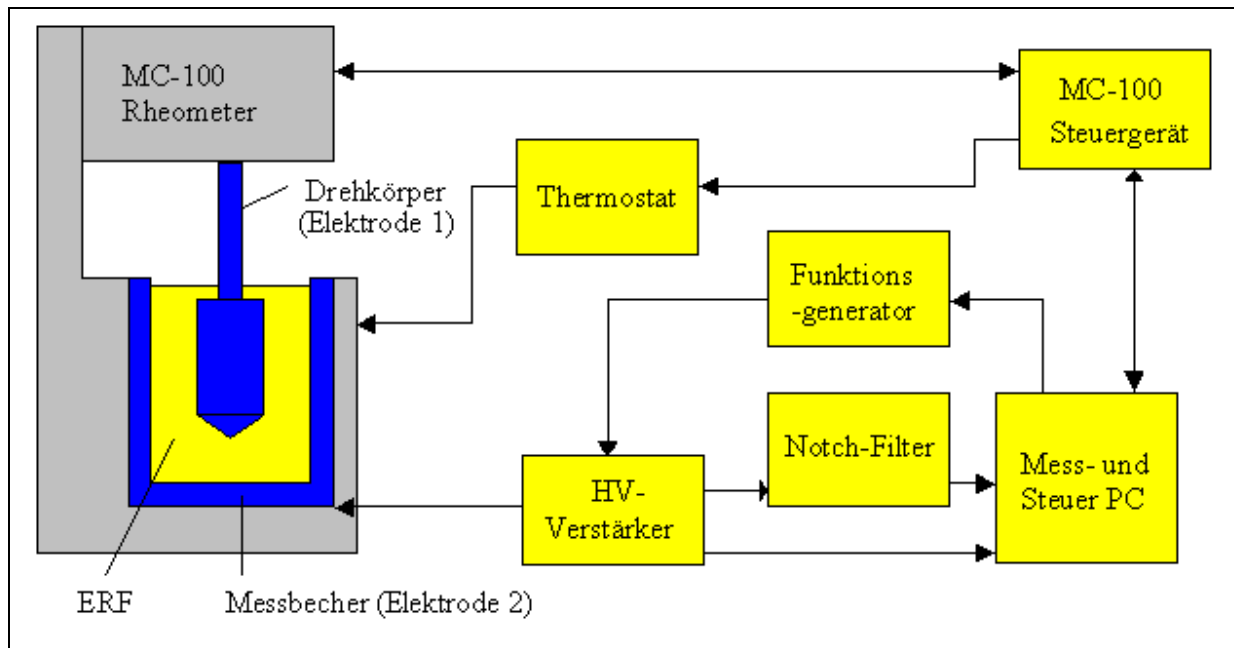 MC-100
Rheometer
MC-100
Steuergerät
Drehkörper
(Elektrode 1)
Thermostat
Funktions
-generator
Notch-Filter
HV-
Verstärker
Mess- und
Steuer PC
ERF
Messbecher (Elektrode 2)